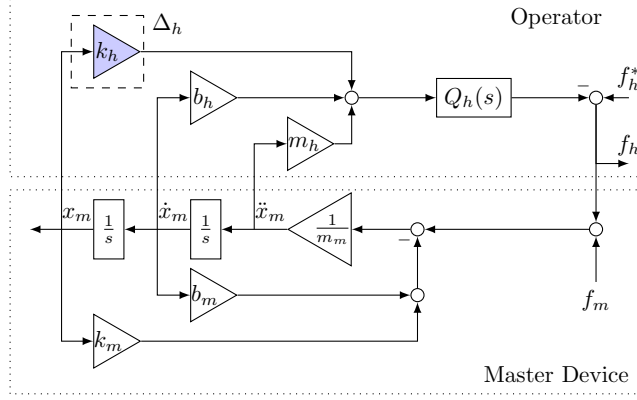 Operator
Δ_h
k_h
b_h
m_h
Q_h(s)
−
f_h^*
f_h
x_m
1/s
ẋ_m
1/s
ẍ_m
1/m_m
−
f_m
b_m
k_m
Master Device